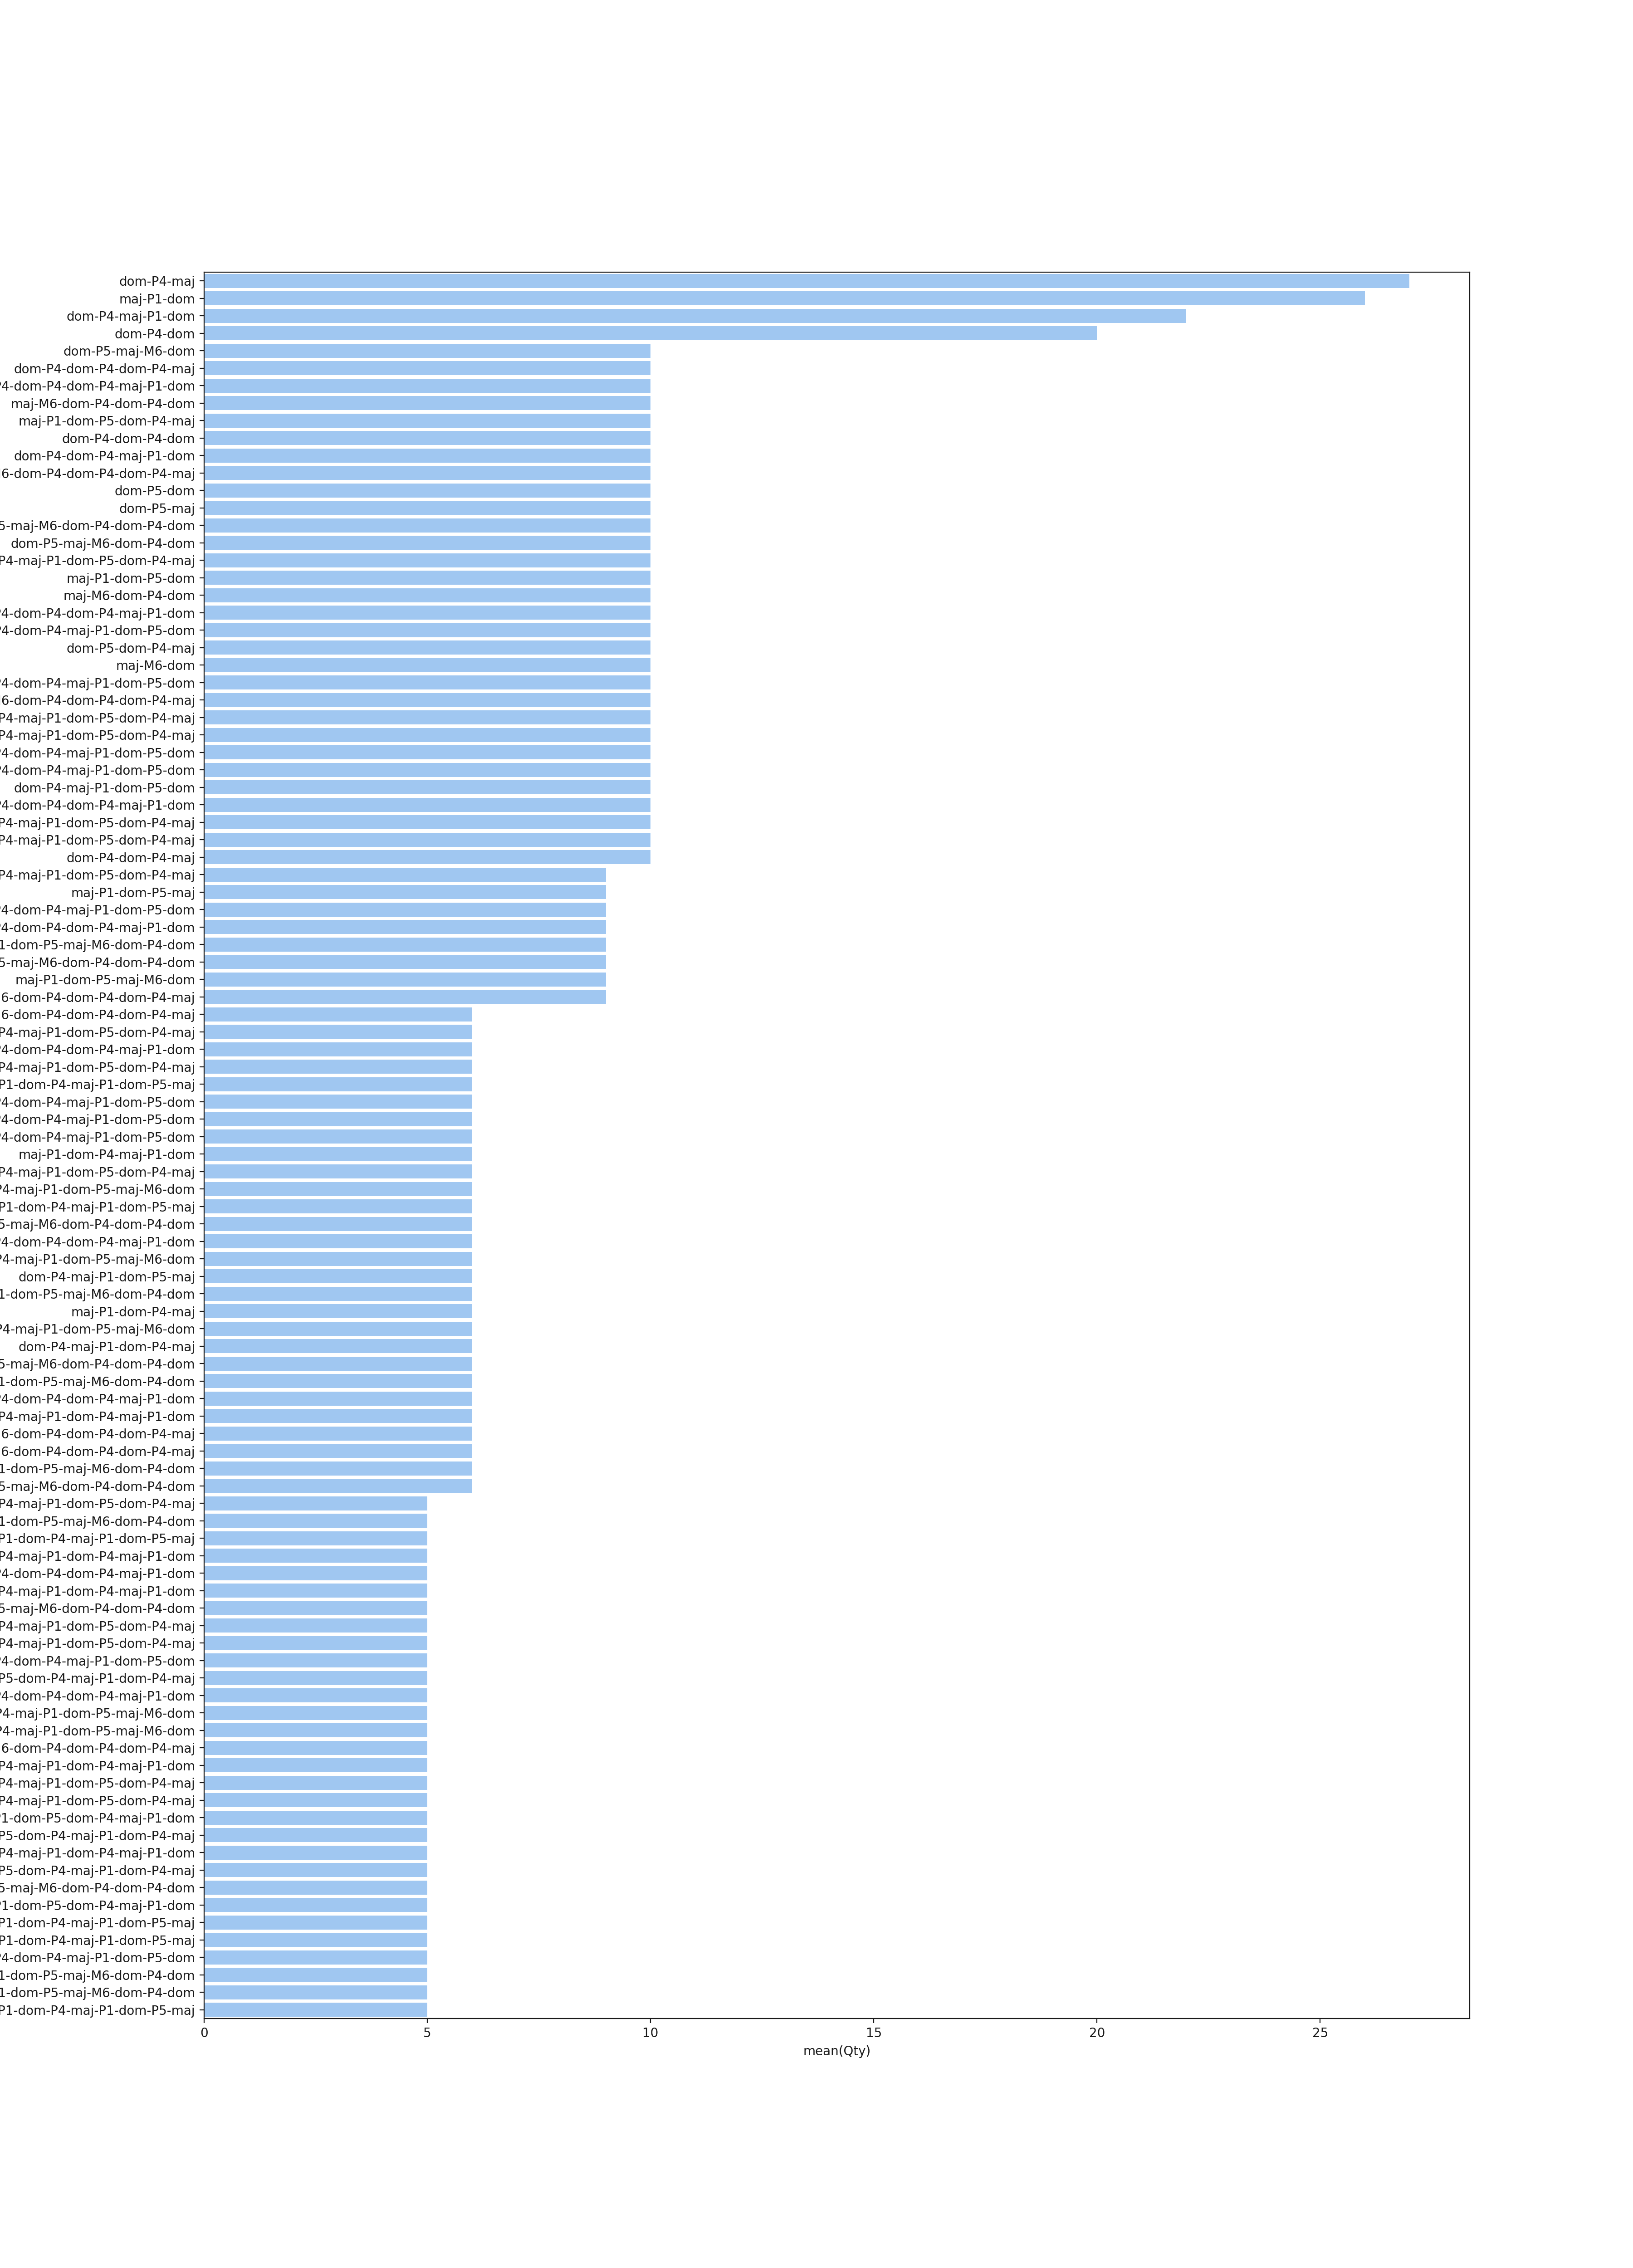 dom-P4-maj
maj-P1-dom
dom-P4-maj-P1-dom
dom-P4-dom
dom-P5-maj-M6-dom
dom-P4-dom-P4-dom-P4-maj
4-dom-P4-dom-P4-maj-P1-dom
maj-M6-dom-P4-dom-P4-dom
maj-P1-dom-P5-dom-P4-maj
dom-P4-dom-P4-dom
dom-P4-dom-P4-maj-P1-dom
6-dom-P4-dom-P4-dom-P4-maj
dom-P5-dom
dom-P5-maj
5-maj-M6-dom-P4-dom-P4-dom
dom-P5-maj-M6-dom-P4-dom
P4-maj-P1-dom-P5-dom-P4-maj
maj-P1-dom-P5-dom
maj-M6-dom-P4-dom
4-dom-P4-dom-P4-maj-P1-dom
4-dom-P4-maj-P1-dom-P5-dom
dom-P5-dom-P4-maj
maj-M6-dom
4-dom-P4-maj-P1-dom-P5-dom
6-dom-P4-dom-P4-dom-P4-maj
P4-maj-P1-dom-P5-dom-P4-maj
P4-maj-P1-dom-P5-dom-P4-maj
4-dom-P4-maj-P1-dom-P5-dom
4-dom-P4-maj-P1-dom-P5-dom
dom-P4-maj-P1-dom-P5-dom
4-dom-P4-dom-P4-maj-P1-dom
P4-maj-P1-dom-P5-dom-P4-maj
P4-maj-P1-dom-P5-dom-P4-maj
dom-P4-dom-P4-maj
P4-maj-P1-dom-P5-dom-P4-maj
maj-P1-dom-P5-maj
4-dom-P4-maj-P1-dom-P5-dom
4-dom-P4-dom-P4-maj-P1-dom
1-dom-P5-maj-M6-dom-P4-dom
5-maj-M6-dom-P4-dom-P4-dom
maj-P1-dom-P5-maj-M6-dom
6-dom-P4-dom-P4-dom-P4-maj
6-dom-P4-dom-P4-dom-P4-maj
P4-maj-P1-dom-P5-dom-P4-maj
4-dom-P4-dom-P4-maj-P1-dom
P4-maj-P1-dom-P5-dom-P4-maj
P1-dom-P4-maj-P1-dom-P5-maj
4-dom-P4-maj-P1-dom-P5-dom
4-dom-P4-maj-P1-dom-P5-dom
4-dom-P4-maj-P1-dom-P5-dom
maj-P1-dom-P4-maj-P1-dom
P4-maj-P1-dom-P5-dom-P4-maj
P4-maj-P1-dom-P5-maj-M6-dom
P1-dom-P4-maj-P1-dom-P5-maj
5-maj-M6-dom-P4-dom-P4-dom
4-dom-P4-dom-P4-maj-P1-dom
P4-maj-P1-dom-P5-maj-M6-dom
dom-P4-maj-P1-dom-P5-maj
1-dom-P5-maj-M6-dom-P4-dom
maj-P1-dom-P4-maj
P4-maj-P1-dom-P5-maj-M6-dom
dom-P4-maj-P1-dom-P4-maj
5-maj-M6-dom-P4-dom-P4-dom
1-dom-P5-maj-M6-dom-P4-dom
4-dom-P4-dom-P4-maj-P1-dom
P4-maj-P1-dom-P4-maj-P1-dom
6-dom-P4-dom-P4-dom-P4-maj
6-dom-P4-dom-P4-dom-P4-maj
1-dom-P5-maj-M6-dom-P4-dom
5-maj-M6-dom-P4-dom-P4-dom
P4-maj-P1-dom-P5-dom-P4-maj
1-dom-P5-maj-M6-dom-P4-dom
P1-dom-P4-maj-P1-dom-P5-maj
P4-maj-P1-dom-P4-maj-P1-dom
4-dom-P4-dom-P4-maj-P1-dom
P4-maj-P1-dom-P4-maj-P1-dom
5-maj-M6-dom-P4-dom-P4-dom
P4-maj-P1-dom-P5-dom-P4-maj
P4-maj-P1-dom-P5-dom-P4-maj
4-dom-P4-maj-P1-dom-P5-dom
P5-dom-P4-maj-P1-dom-P4-maj
4-dom-P4-dom-P4-maj-P1-dom
P4-maj-P1-dom-P5-maj-M6-dom
P4-maj-P1-dom-P5-maj-M6-dom
6-dom-P4-dom-P4-dom-P4-maj
P4-maj-P1-dom-P4-maj-P1-dom
P4-maj-P1-dom-P5-dom-P4-maj
P4-maj-P1-dom-P5-dom-P4-maj
1-dom-P5-dom-P4-maj-P1-dom
P5-dom-P4-maj-P1-dom-P4-maj
P4-maj-P1-dom-P4-maj-P1-dom
P5-dom-P4-maj-P1-dom-P4-maj
5-maj-M6-dom-P4-dom-P4-dom
1-dom-P5-dom-P4-maj-P1-dom
P1-dom-P4-maj-P1-dom-P5-maj
P1-dom-P4-maj-P1-dom-P5-maj
4-dom-P4-maj-P1-dom-P5-dom
1-dom-P5-maj-M6-dom-P4-dom
1-dom-P5-maj-M6-dom-P4-dom
P1-dom-P4-maj-P1-dom-P5-maj
0 5 10 15 20 25
mean(Qty)